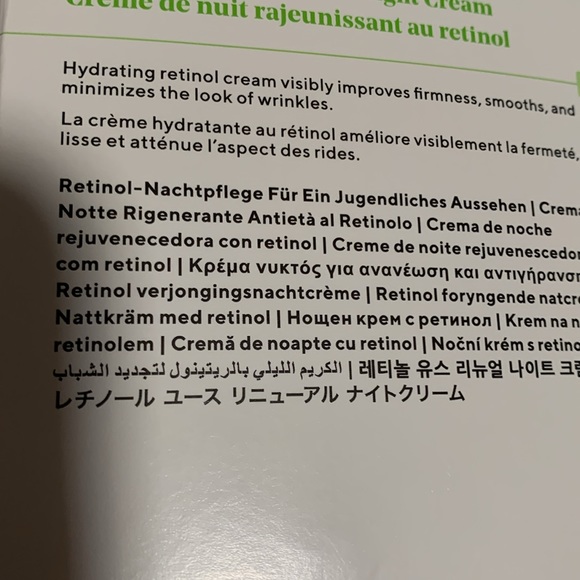 Cream
Crème de nuit rajeunissant au retinol
Hydrating retinol cream visibly improves firmness, smooths, and
minimizes the look of wrinkles.
La crème hydratante au rétinol améliore visiblement la fermeté,
lisse et atténue l'aspect des rides.
Retinol-Nachtpflege Für Ein Jugendliches Aussehen |
Notte Rigenerante Antietà al Retinolo | Crema de noche
rejuvenecedora con retinol | Creme de noite
com retinol | Κρέμα νυκτός για ανανέωση και
Retinol verjongingsnachtcrème | Retinol foryngende
Nattkräm med retinol | Нощен крем с ретинол | Krem na
retinolem | Cremă de noapte cu retinol | Noční krém s
الكريم الليلي بالريتينول لتجديد الشباب | 레티놀 유스 리뉴얼 나이트
レチノール ユース リニューアル ナイトクリーム